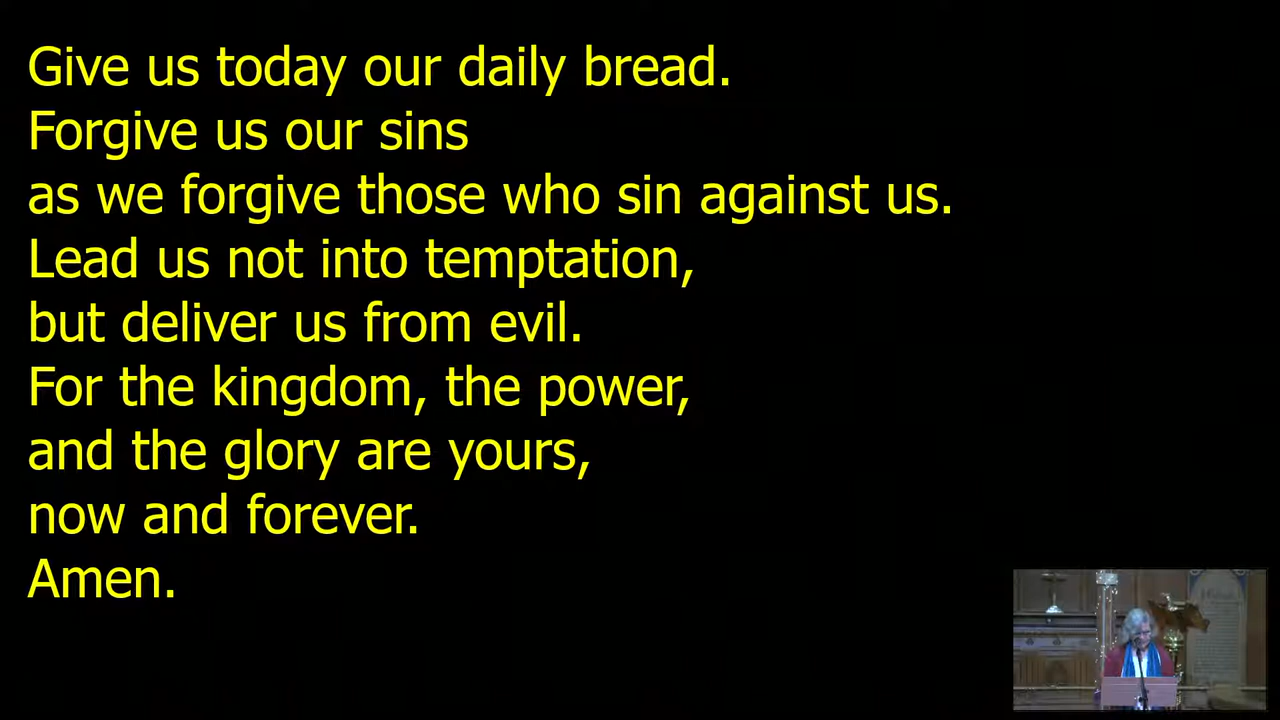 Give us today our daily bread.
Forgive us our sins
as we forgive those who sin against us.
Lead us not into temptation,
but deliver us from evil.
For the kingdom, the power,
and the glory are yours,
now and forever.
Amen.